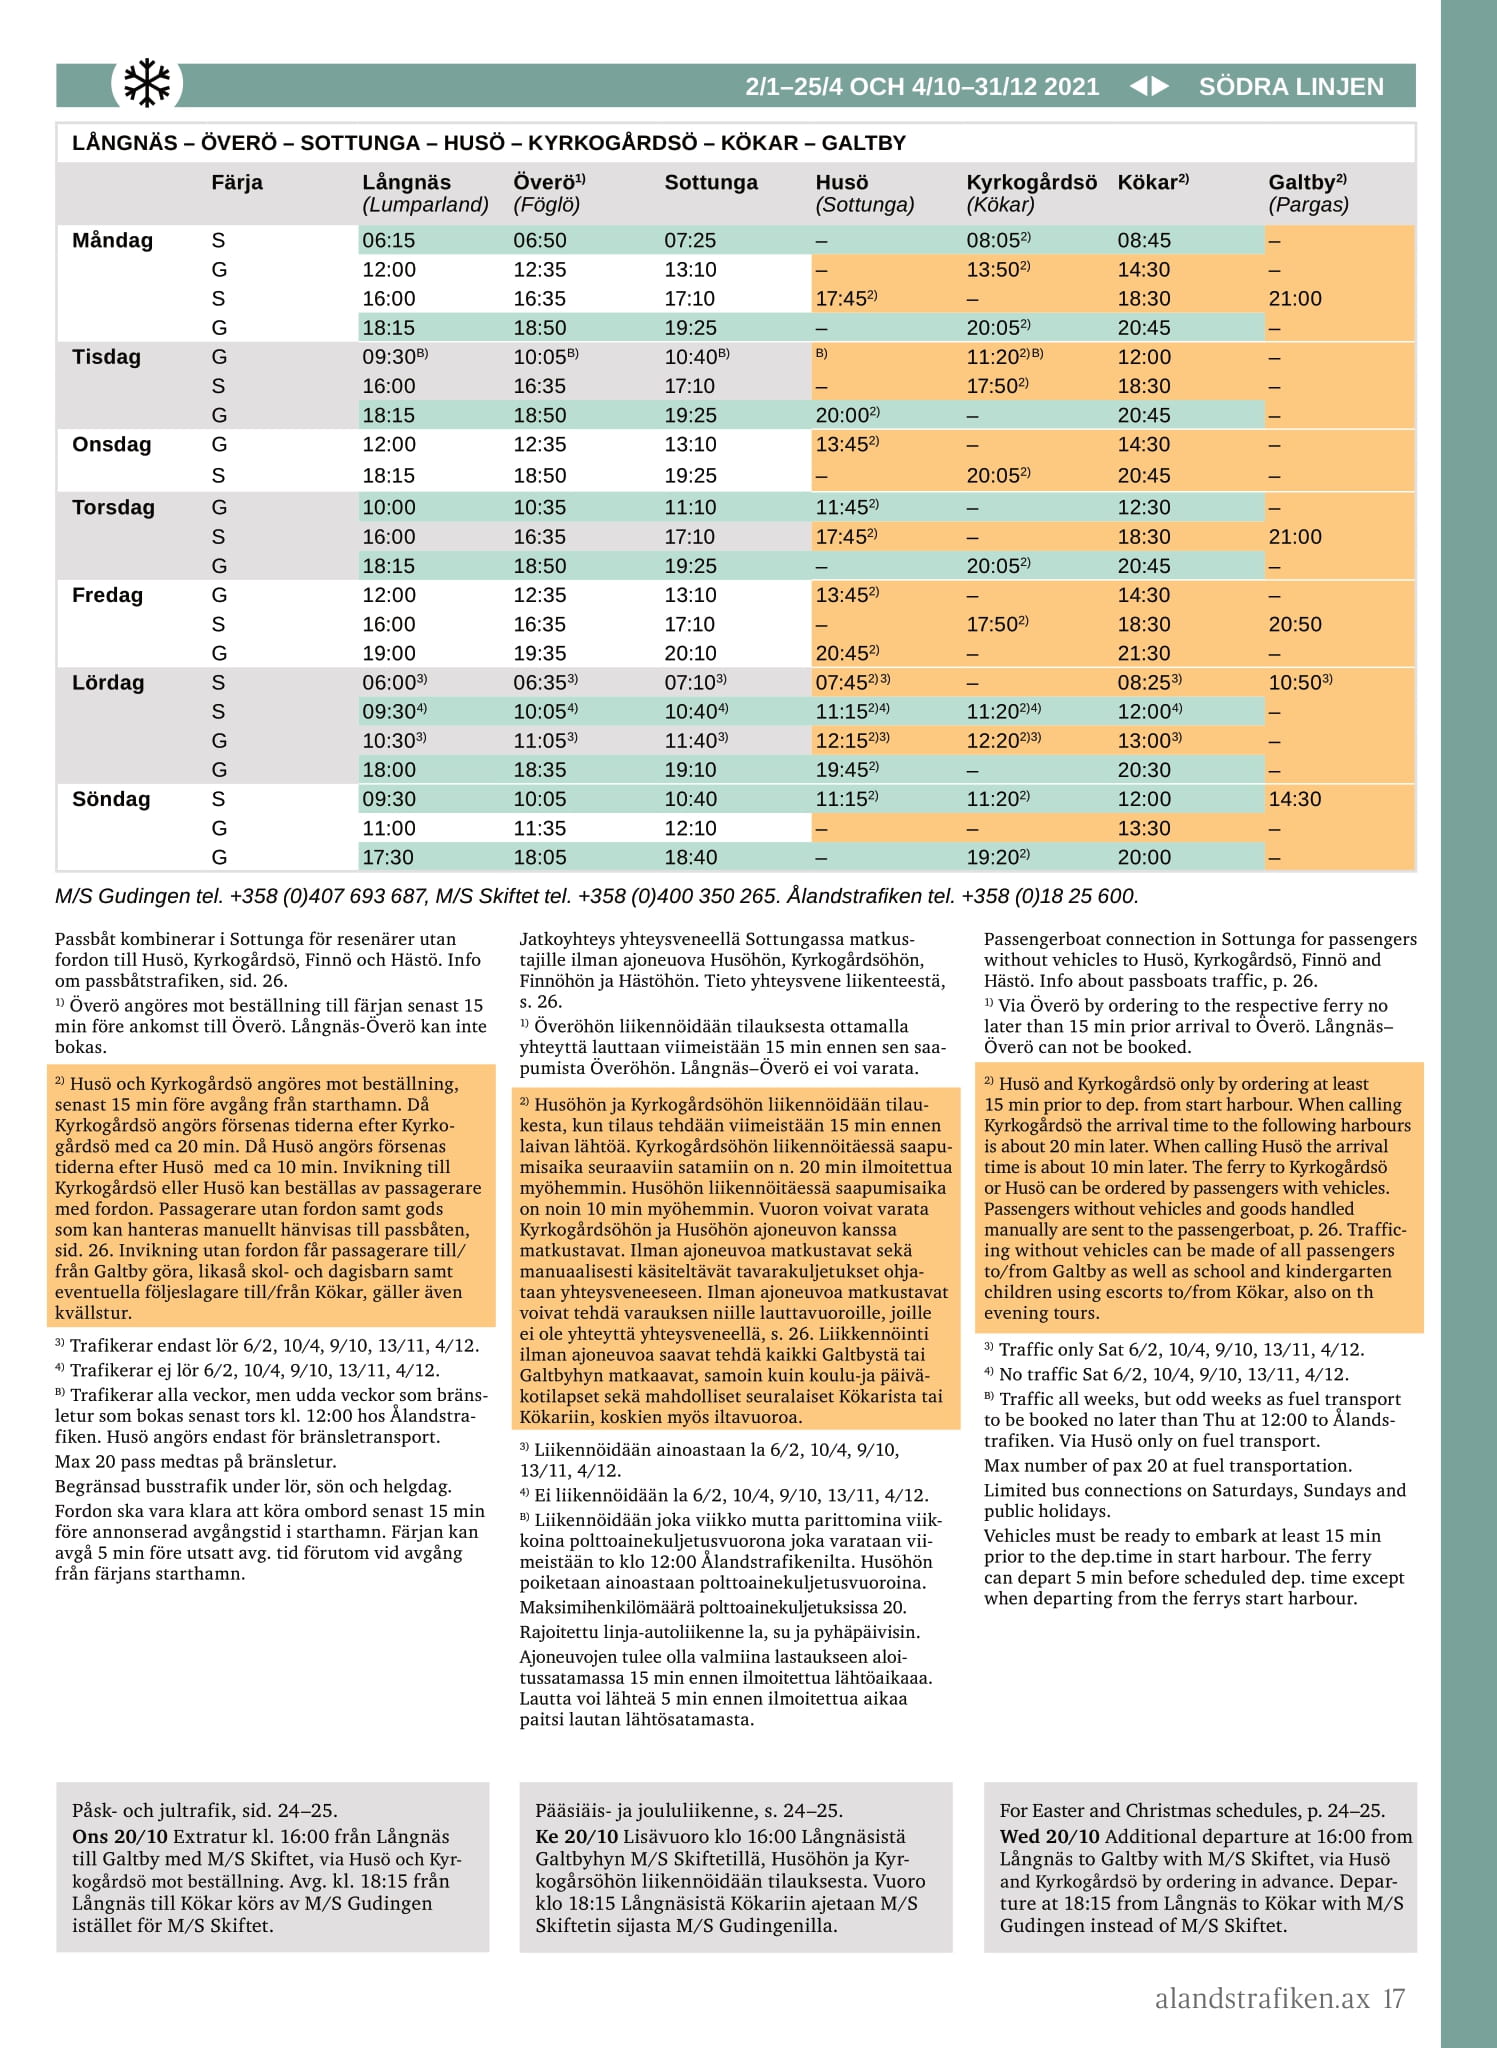 2/1–25/4 OCH 4/10–31/12 2021 ◀▶ SÖDRA LINJEN
LÅNGNÄS – ÖVERÖ – SOTTUNGA – HUSÖ – KYRKOGÅRDSÖ – KÖKAR – GALTBY
Färja Långnäs Överö1) Sottunga Husö Kyrkogårdsö Kökar2) Galtby2)
(Lumparland) (Föglö) (Sottunga) (Kökar) (Pargas)
Måndag S 06:15 06:50 07:25 – 08:052) 08:45 –
G 12:00 12:35 13:10 – 13:502) 14:30 –
S 16:00 16:35 17:10 17:452) – 18:30 21:00
G 18:15 18:50 19:25 – 20:052) 20:45 –
Tisdag G 09:30B) 10:05B) 10:40B) B) 11:202)B) 12:00 –
S 16:00 16:35 17:10 – 17:502) 18:30 –
G 18:15 18:50 19:25 20:002) – 20:45 –
Onsdag G 12:00 12:35 13:10 13:452) – 14:30 –
S 18:15 18:50 19:25 – 20:052) 20:45 –
Torsdag G 10:00 10:35 11:10 11:452) – 12:30 –
S 16:00 16:35 17:10 17:452) – 18:30 21:00
G 18:15 18:50 19:25 – 20:052) 20:45 –
Fredag G 12:00 12:35 13:10 13:452) – 14:30 –
S 16:00 16:35 17:10 – 17:502) 18:30 20:50
G 19:00 19:35 20:10 20:452) – 21:30 –
Lördag S 06:003) 06:353) 07:103) 07:452) 3) – 08:253) 10:503)
S 09:304) 10:054) 10:404) 11:152)4) 11:202)4) 12:004) –
G 10:303) 11:053) 11:403) 12:152)3) 12:202)3) 13:003) –
G 18:00 18:35 19:10 19:452) – 20:30 –
Söndag S 09:30 10:05 10:40 11:152) 11:202) 12:00 14:30
G 11:00 11:35 12:10 – – 13:30 –
G 17:30 18:05 18:40 – 19:202) 20:00 –
M/S Gudingen tel. +358 (0)407 693 687, M/S Skiftet tel. +358 (0)400 350 265. Ålandstrafiken tel. +358 (0)18 25 600.
Passbåt kombinerar i Sottunga för resenärer utan
fordon till Husö, Kyrkogårdsö, Finnö och Hästö. Info
om passbåtstrafiken, sid. 26.
1) Överö angöres mot beställning till färjan senast 15
min före ankomst till Överö. Långnäs-Överö kan inte
bokas.
2) Husö och Kyrkogårdsö angöres mot beställning,
senast 15 min före avgång från starthamn. Då
Kyrkogårdsö angörs försenas tiderna efter Kyrko-
gårdsö med ca 20 min. Då Husö angörs försenas
tiderna efter Husö  med ca 10 min. Invikning till
Kyrkogårdsö eller Husö kan beställas av passagerare
med fordon. Passagerare utan fordon samt gods
som kan hanteras manuellt hänvisas till passbåten,
sid. 26. Invikning utan fordon får passagerare till/
från Galtby göra, likaså skol- och dagisbarn samt
eventuella följeslagare till/från Kökar, gäller även
kvällstur.
3) Trafikerar endast lör 6/2, 10/4, 9/10, 13/11, 4/12.
4) Trafikerar ej lör 6/2, 10/4, 9/10, 13/11, 4/12.
B) Trafikerar alla veckor, men udda veckor som bräns-
letur som bokas senast tors kl. 12:00 hos Ålandstra-
fiken. Husö angörs endast för bränsletransport.
Max 20 pass medtas på bränsletur.
Begränsad busstrafik under lör, sön och helgdag.
Fordon ska vara klara att köra ombord senast 15 min
före annonserad avgångstid i starthamn. Färjan kan
avgå 5 min före utsatt avg. tid förutom vid avgång
från färjans starthamn.
Jatkoyhteys yhteysveneellä Sottungassa matkus-
tajille ilman ajoneuova Husöhön, Kyrkogårdsöhön,
Finnöhön ja Hästöhön. Tieto yhteysvene liikenteestä,
s. 26.
1) Överöhön liikennöidään tilauksesta ottamalla
yhteyttä lauttaan viimeistään 15 min ennen sen saa-
pumista Överöhön. Långnäs–Överö ei voi varata.
2) Husöhön ja Kyrkogårdsöhön liikennöidään tilau-
kesta, kun tilaus tehdään viimeistään 15 min ennen
laivan lähtöä. Kyrkogårdsöhön liikennöitäessä saapu-
misaika seuraaviin satamiin on n. 20 min ilmoitettua
myöhemmin. Husöhön liikennöitäessä saapumisaika
on noin 10 min myöhemmin. Vuoron voivat varata
Kyrkogårdsöhön ja Husöhön ajoneuvon kanssa
matkustavat. Ilman ajoneuvoa matkustavat sekä
manuaalisesti käsiteltävät tavarakuljetukset ohja-
taan yhteysveneeseen. Ilman ajoneuvoa matkustavat
voivat tehdä varauksen niille lauttavuoroille, joille
ei ole yhteyttä yhteysveneellä, s. 26. Liikkennöinti
ilman ajoneuvoa saavat tehdä kaikki Galtbystä tai
Galtbyhyn matkaavat, samoin kuin koulu-ja päivä-
kotilapset sekä mahdolliset seuralaiset Kökarista tai
Kökariin, koskien myös iltavuoroa.
3) Liikennöidään ainoastaan la 6/2, 10/4, 9/10,
13/11, 4/12.
4) Ei liikennöidään la 6/2, 10/4, 9/10, 13/11, 4/12.
B) Liikennöidään joka viikko mutta parittomina viik-
koina polttoainekuljetusvuorona joka varataan vii-
meistään to klo 12:00 Ålandstrafikenilta. Husöhön
poiketaan ainoastaan polttoainekuljetusvuoroina.
Maksimihenkilömäärä polttoainekuljetuksissa 20.
Rajoitettu linja-autoliikenne la, su ja pyhäpäivisin.
Ajoneuvojen tulee olla valmiina lastaukseen aloi-
tussatamassa 15 min ennen ilmoitettua lähtöaikaaa.
Lautta voi lähteä 5 min ennen ilmoitettua aikaa
paitsi lautan lähtösatamasta.
Passengerboat connection in Sottunga for passengers
without vehicles to Husö, Kyrkogårdsö, Finnö and
Hästö. Info about passboats traffic, p. 26.
1) Via Överö by ordering to the respective ferry no
later than 15 min prior arrival to Överö. Långnäs–
Överö can not be booked.
2) Husö and Kyrkogårdsö only by ordering at least
15 min prior to dep. from start harbour. When calling
Kyrkogårdsö the arrival time to the following harbours
is about 20 min later. When calling Husö the arrival
time is about 10 min later. The ferry to Kyrkogårdsö
or Husö can be ordered by passengers with vehicles.
Passengers without vehicles and goods handled
manually are sent to the passengerboat, p. 26. Traffic-
ing without vehicles can be made of all passengers
to/from Galtby as well as school and kindergarten
children using escorts to/from Kökar, also on th
evening tours.
3) Traffic only Sat 6/2, 10/4, 9/10, 13/11, 4/12.
4) No traffic Sat 6/2, 10/4, 9/10, 13/11, 4/12.
B) Traffic all weeks, but odd weeks as fuel transport
to be booked no later than Thu at 12:00 to Ålands-
trafiken. Via Husö only on fuel transport.
Max number of pax 20 at fuel transportation.
Limited bus connections on Saturdays, Sundays and
public holidays.
Vehicles must be ready to embark at least 15 min
prior to the dep.time in start harbour. The ferry
can depart 5 min before scheduled dep. time except
when departing from the ferrys start harbour.
Påsk- och jultrafik, sid. 24–25.
Ons 20/10 Extratur kl. 16:00 från Långnäs
till Galtby med M/S Skiftet, via Husö och Kyr-
kogårdsö mot beställning. Avg. kl. 18:15 från
Långnäs till Kökar körs av M/S Gudingen
istället för M/S Skiftet.
Pääsiäis- ja joululiikenne, s. 24–25.
Ke 20/10 Lisävuoro klo 16:00 Långnäsistä
Galtbyhyn M/S Skiftetillä, Husöhön ja Kyr-
kogårsöhön liikennöidään tilauksesta. Vuoro
klo 18:15 Långnäsistä Kökariin ajetaan M/S
Skiftetin sijasta M/S Gudingenilla.
For Easter and Christmas schedules, p. 24–25.
Wed 20/10 Additional departure at 16:00 from
Långnäs to Galtby with M/S Skiftet, via Husö
and Kyrkogårdsö by ordering in advance. Depar-
ture at 18:15 from Långnäs to Kökar with M/S
Gudingen instead of M/S Skiftet.
alandstrafiken.ax 17